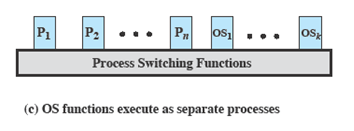 P1 P2 • • • Pn OS1 • • • OSk
Process Switching Functions
(c) OS functions execute as separate processes